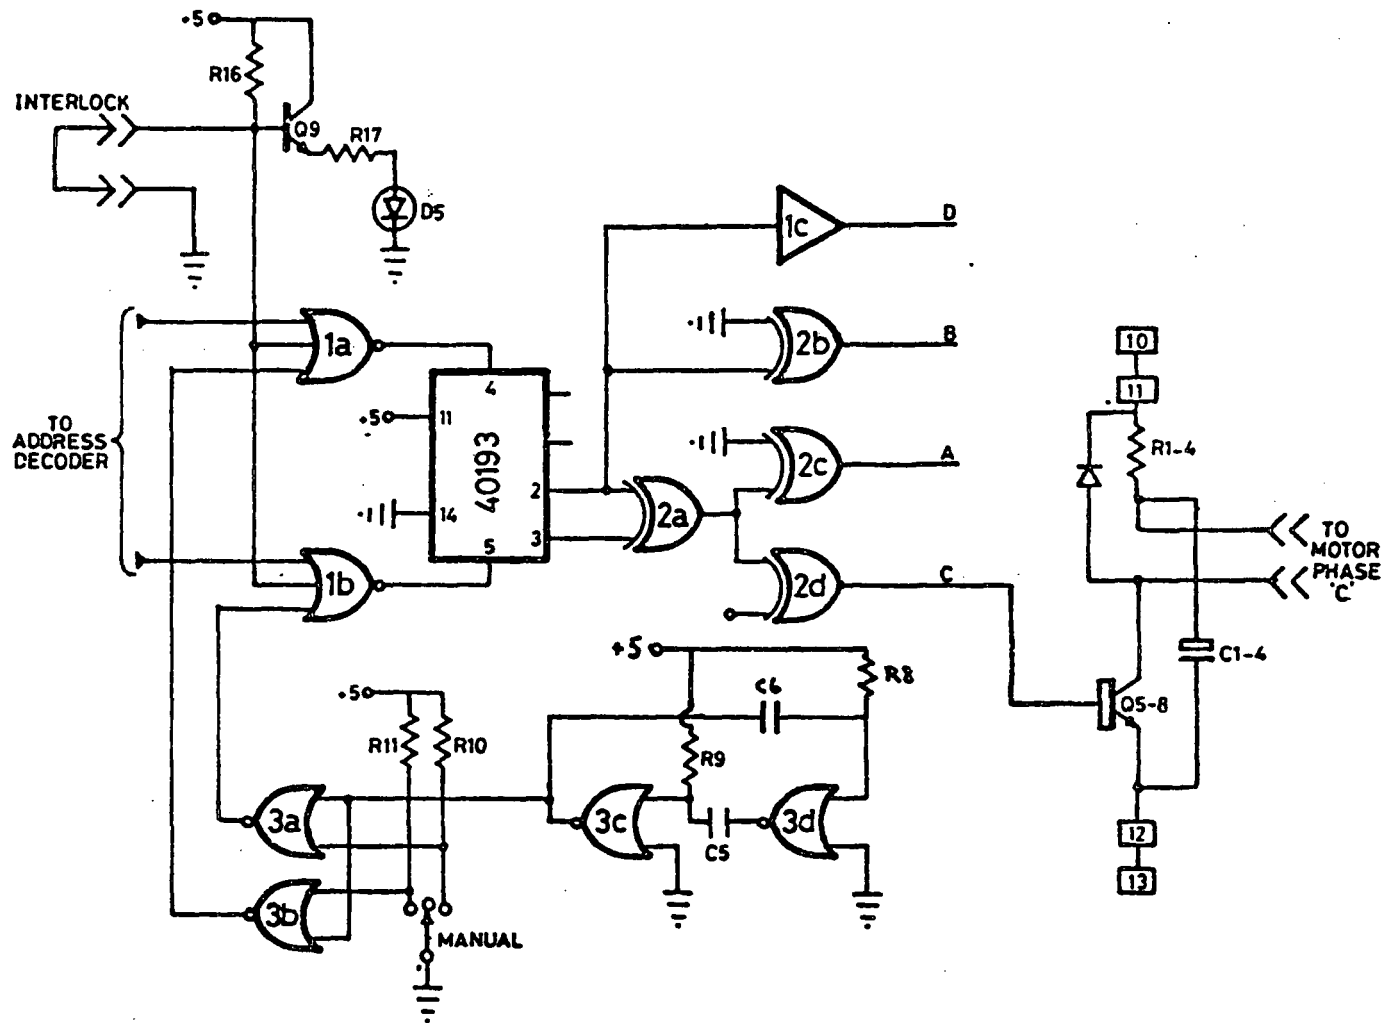 +5
R16
INTERLOCK
Q9
R17
D5
1c
D
1a
2b
B
10
11
TO
ADDRESS
DECODER
+5
4
11
40193
14
2
3
5
2c
A
R1-4
2a
TO
MOTOR
PHASE
'C'
1b
2d
C
+5
R8
C1-4
+5
C6
Q5-8
R11
R10
R9
3a
3c
3d
C5
12
13
3b
MANUAL